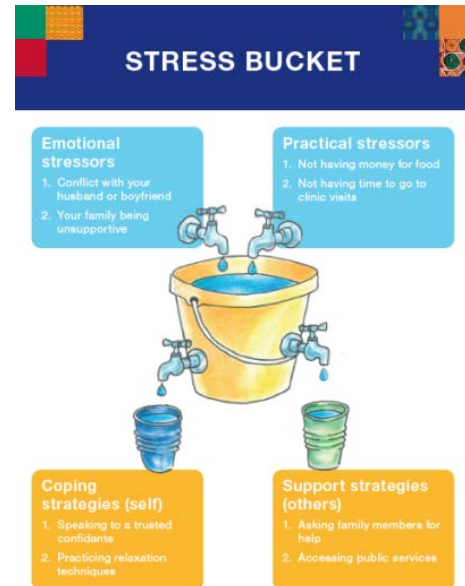 STRESS BUCKET
Emotional
stressors
1. Conflict with your
husband or boyfriend
2. Your family being
unsupportive
Practical stressors
1. Not having money for food
2. Not having time to go to
clinic visits
Coping
strategies (self)
1. Speaking to a trusted
confidante
2. Practicing relaxation
techniques
Support strategies
(others)
1. Asking family members for
help
2. Accessing public services